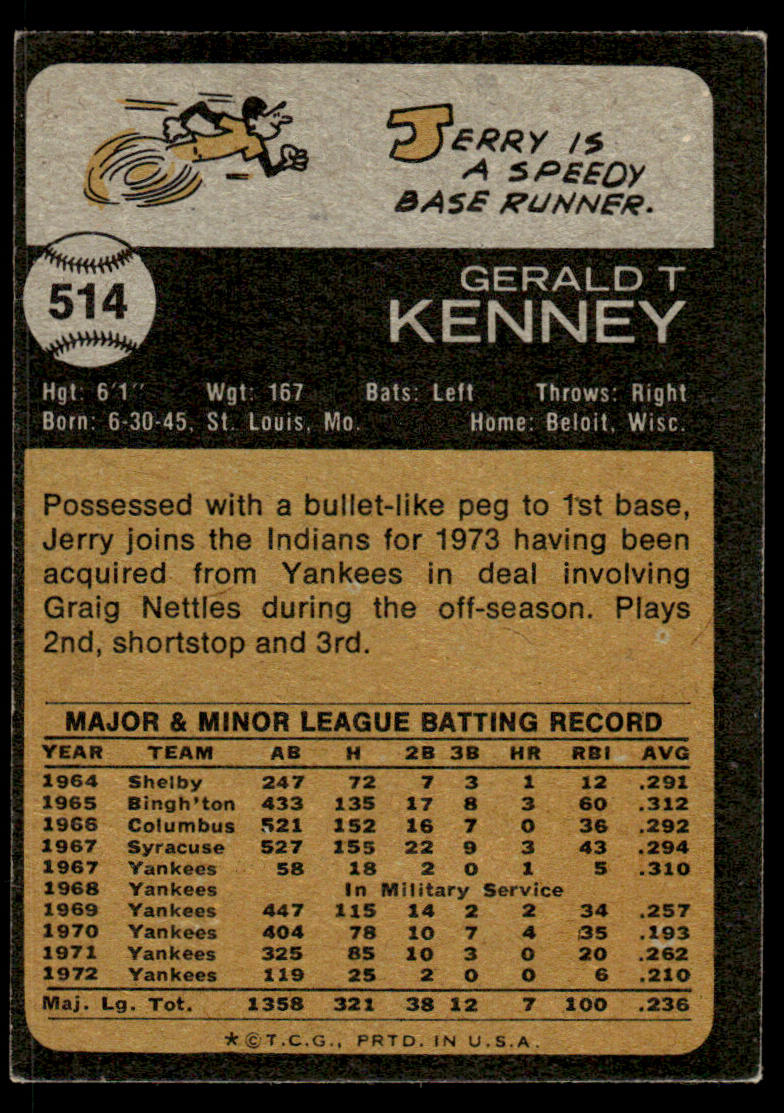 JERRY IS
A SPEEDY
BASE RUNNER.
514
GERALD T
KENNEY
Hgt: 6'1" Wgt: 167 Bats: Left Throws: Right
Born: 6-30-45, St. Louis, Mo. Home: Beloit, Wisc.
Possessed with a bullet-like peg to 1st base,
Jerry joins the Indians for 1973 having been
acquired from Yankees in deal involving
Graig Nettles during the off-season. Plays
2nd, shortstop and 3rd.
MAJOR & MINOR LEAGUE BATTING RECORD
YEAR TEAM AB H 2B 3B HR RBI AVG
1964 Shelby 247 72 7 3 1 12 .291
1965 Bingh'ton 433 135 17 8 3 60 .312
1966 Columbus 521 152 16 7 0 36 .292
1967 Syracuse 527 155 22 9 3 43 .294
1967 Yankees 58 18 2 0 1 5 .310
1968 Yankees In Military Service
1969 Yankees 447 115 14 2 2 34 .257
1970 Yankees 404 78 10 7 4 35 .193
1971 Yankees 325 85 10 3 0 20 .262
1972 Yankees 119 25 2 0 0 6 .210
Maj. Lg. Tot. 1358 321 38 12 7 100 .236
*©T.C.G., PRTD. IN U.S.A.